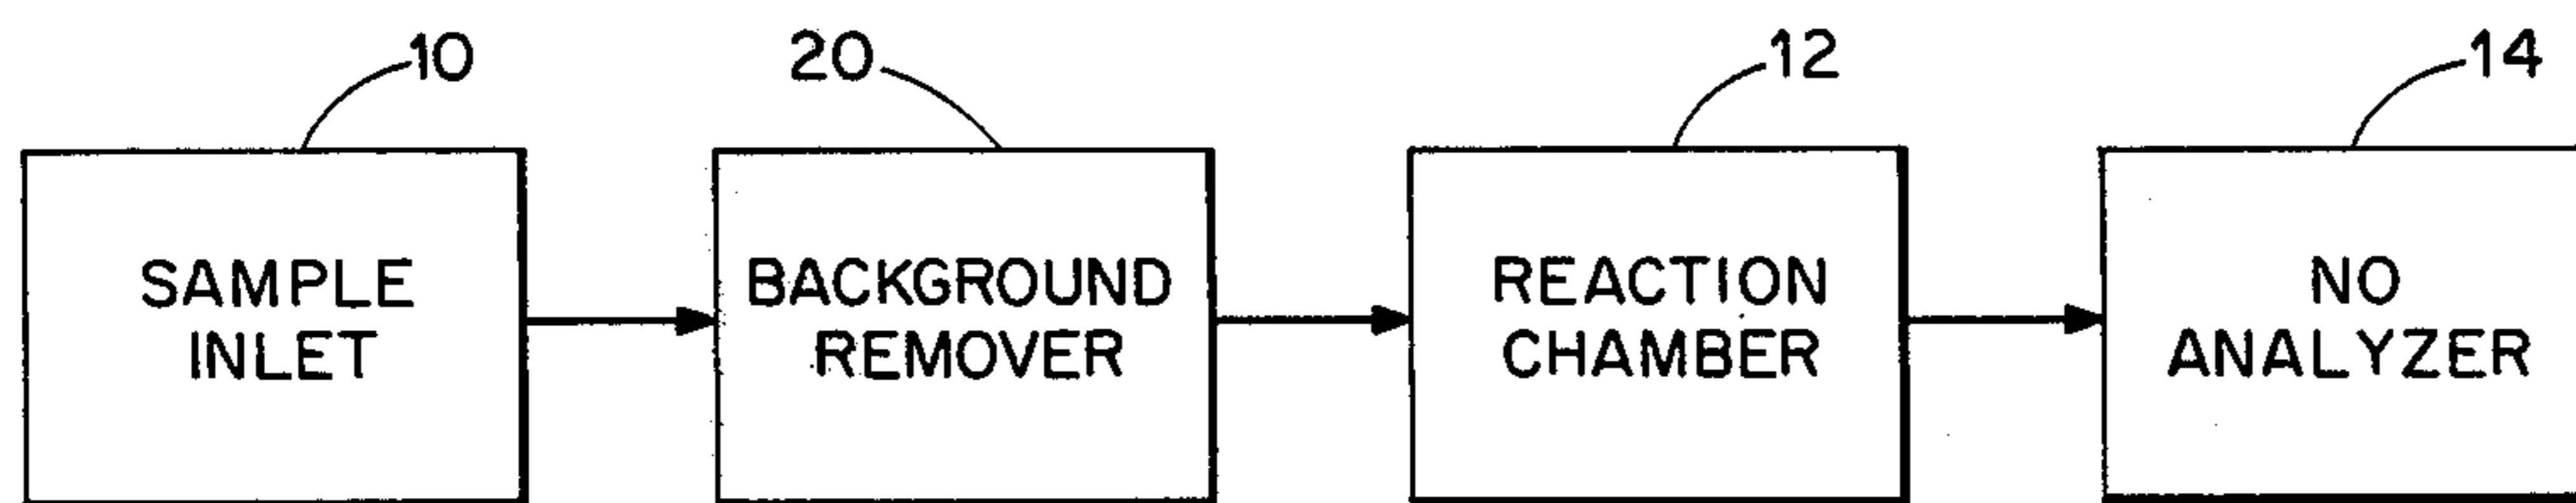 10
20
12
14
SAMPLE
INLET
BACKGROUND
REMOVER
REACTION
CHAMBER
NO
ANALYZER